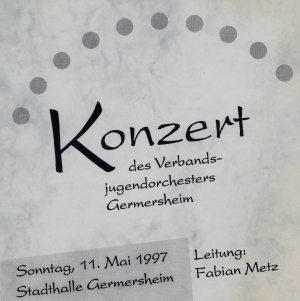 Konzert
des Verbands-
jugendorchesters
Germersheim
Sonntag, 11. Mai 1997
Stadthalle Germersheim
Leitung:
Fabian Metz